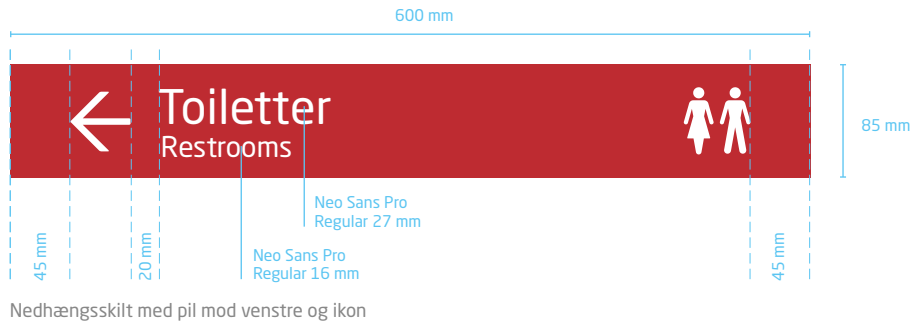 600 mm
Toiletter
Restrooms
85 mm
Neo Sans Pro
Regular 27 mm
Neo Sans Pro
Regular 16 mm
45 mm
20 mm
45 mm
Nedhængsskilt med pil mod venstre og ikon